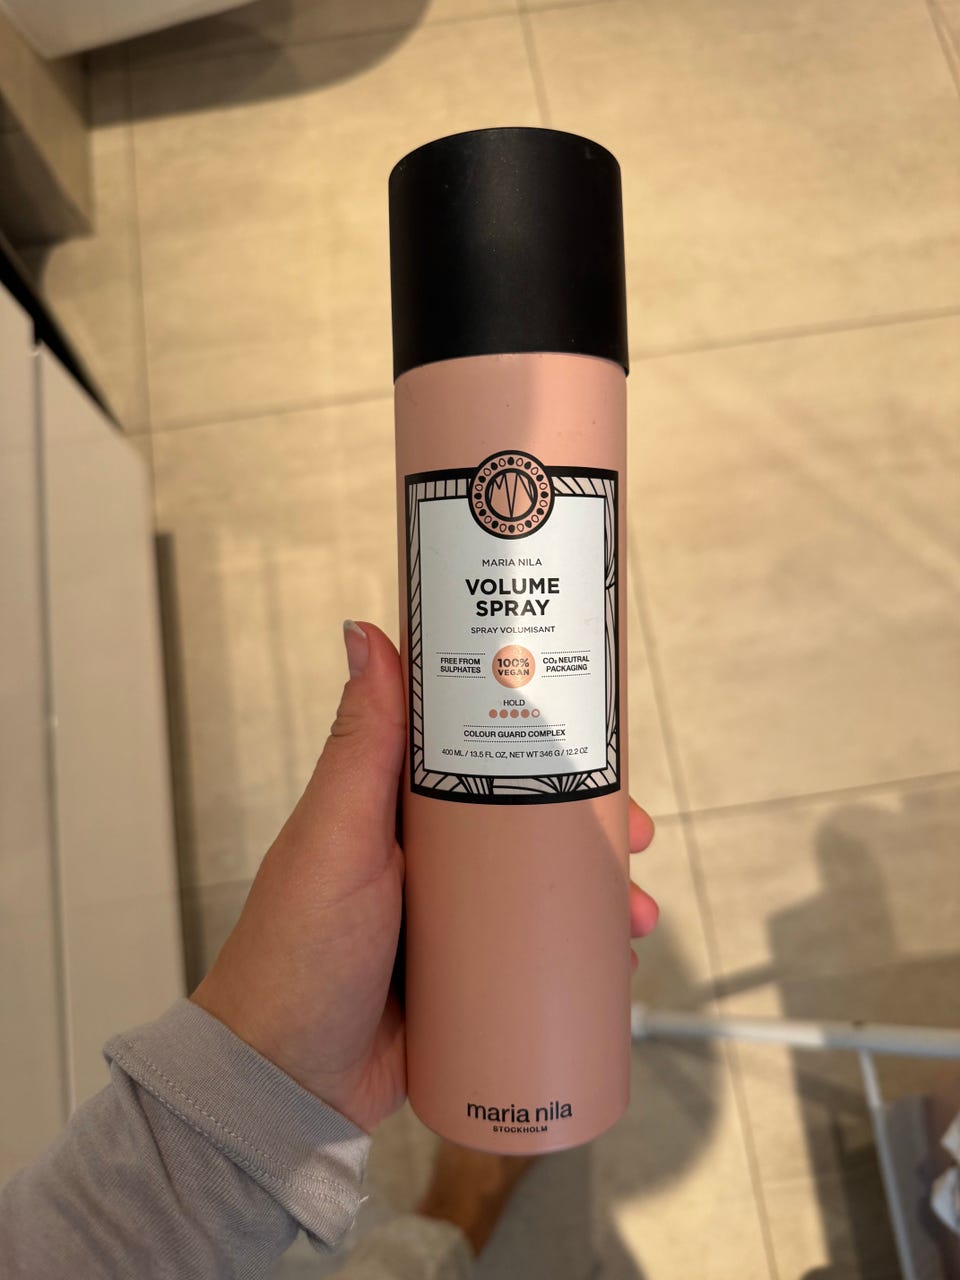 MARIA NILA
VOLUME
SPRAY
SPRAY VOLUMISANT
FREE FROM
SULPHATES
100%
VEGAN
CO₂ NEUTRAL
PACKAGING
HOLD
COLOUR GUARD COMPLEX
400 ML / 13.5 FL OZ, NET WT 346 G / 12.2 OZ
maria nila
STOCKHOLM